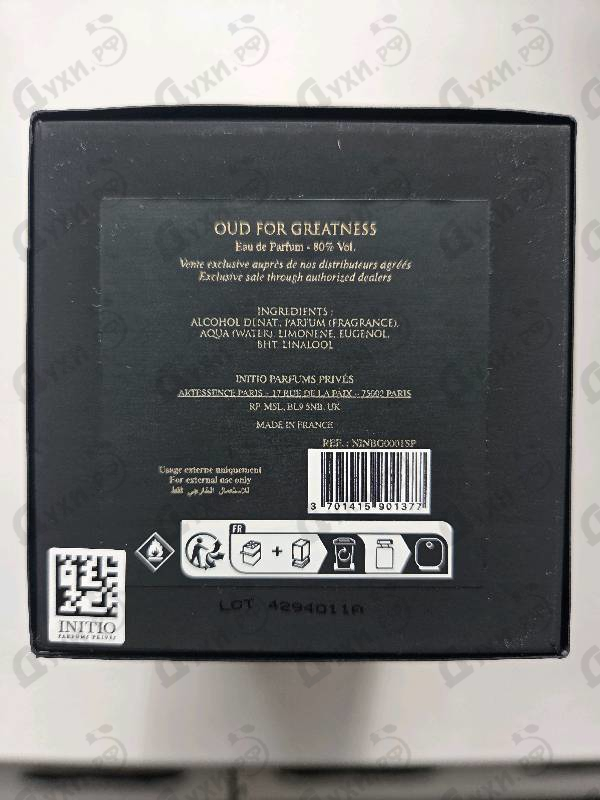 OUD FOR GREATNESS
Eau de Parfum - 80% Vol.
Vente exclusive auprès de nos distributeurs agréés
Exclusive sale through authorized dealers
INGREDIENTS :
ALCOHOL DENAT., PARFUM (FRAGRANCE),
AQUA (WATER), LIMONENE, EUGENOL,
BHT, LINALOOL
INITIO PARFUMS PRIVÉS
ARTESSENCE PARIS - 17 RUE DE LA PAIX - 75002 PARIS
RP MSL, BL9 5NB, UK
MADE IN FRANCE
REF. : NINBG0001SP
Usage externe uniquement
For external use only
للاستعمال الخارجي فقط
3 701415 901377
FR
+
INITIO
PARFUMS PRIVÉS
LOT 4294011A
Духи.рф